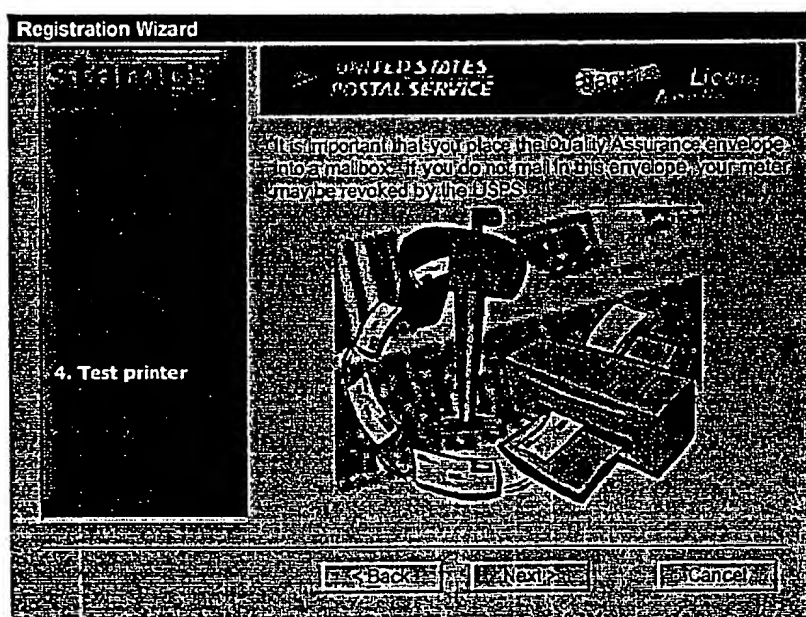 Registration Wizard
UNITED STATES
POSTAL SERVICE
It is important that you place the Quality Assurance envelope
into a mailbox. If you do not mail in this envelope, your meter
may be revoked by the USPS.
4. Test printer
< Back
Next >
Cancel